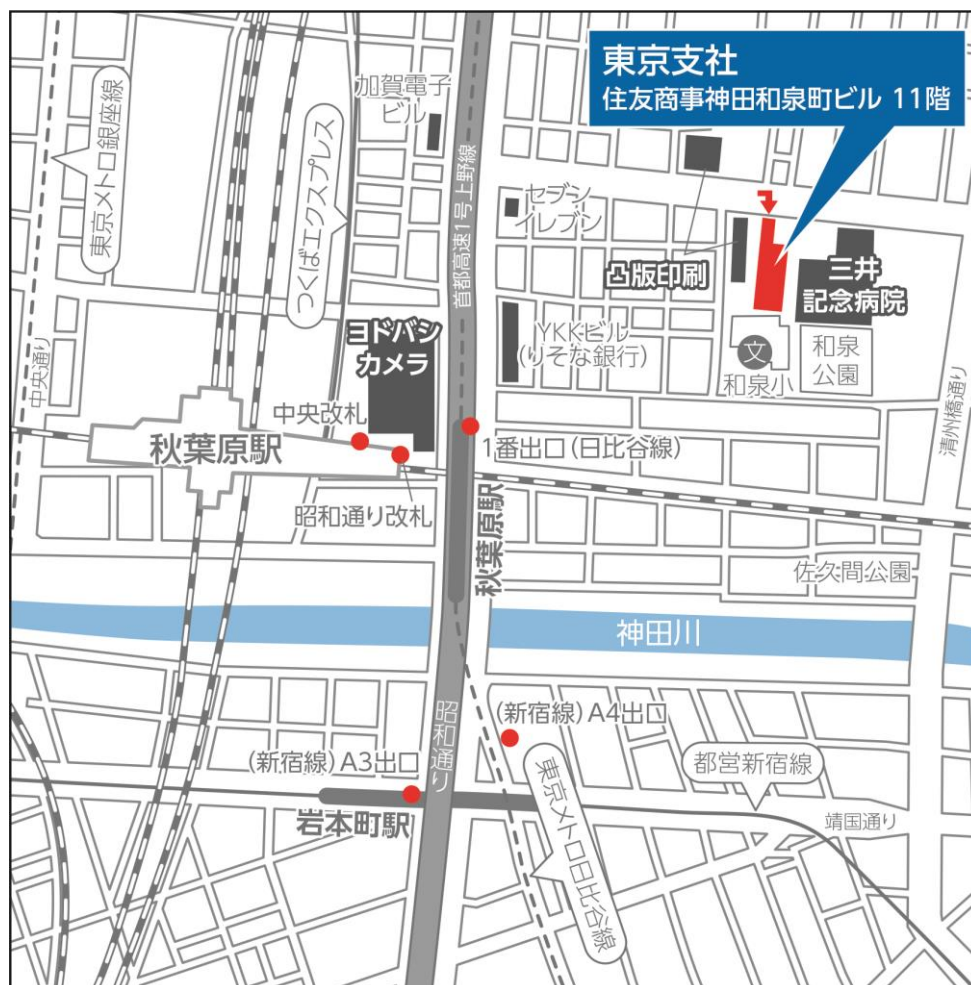 東京支社
住友商事神田和泉町ビル 11階
加賀電子
ビル
東京メトロ銀座線
つくばエクスプレス
首都高速1号上野線
セブン
イレブン
凸版印刷
三井
記念病院
ヨドバシ
カメラ
YKKビル
(りそな銀行)
文
和泉小
和泉
公園
中央通り
清州橋通り
中央改札
秋葉原駅
1番出口(日比谷線)
昭和通り改札
秋葉原駅
佐久間公園
神田川
昭和通り
(新宿線)A4出口
(新宿線)A3出口
都営新宿線
岩本町駅
東京メトロ日比谷線
靖国通り